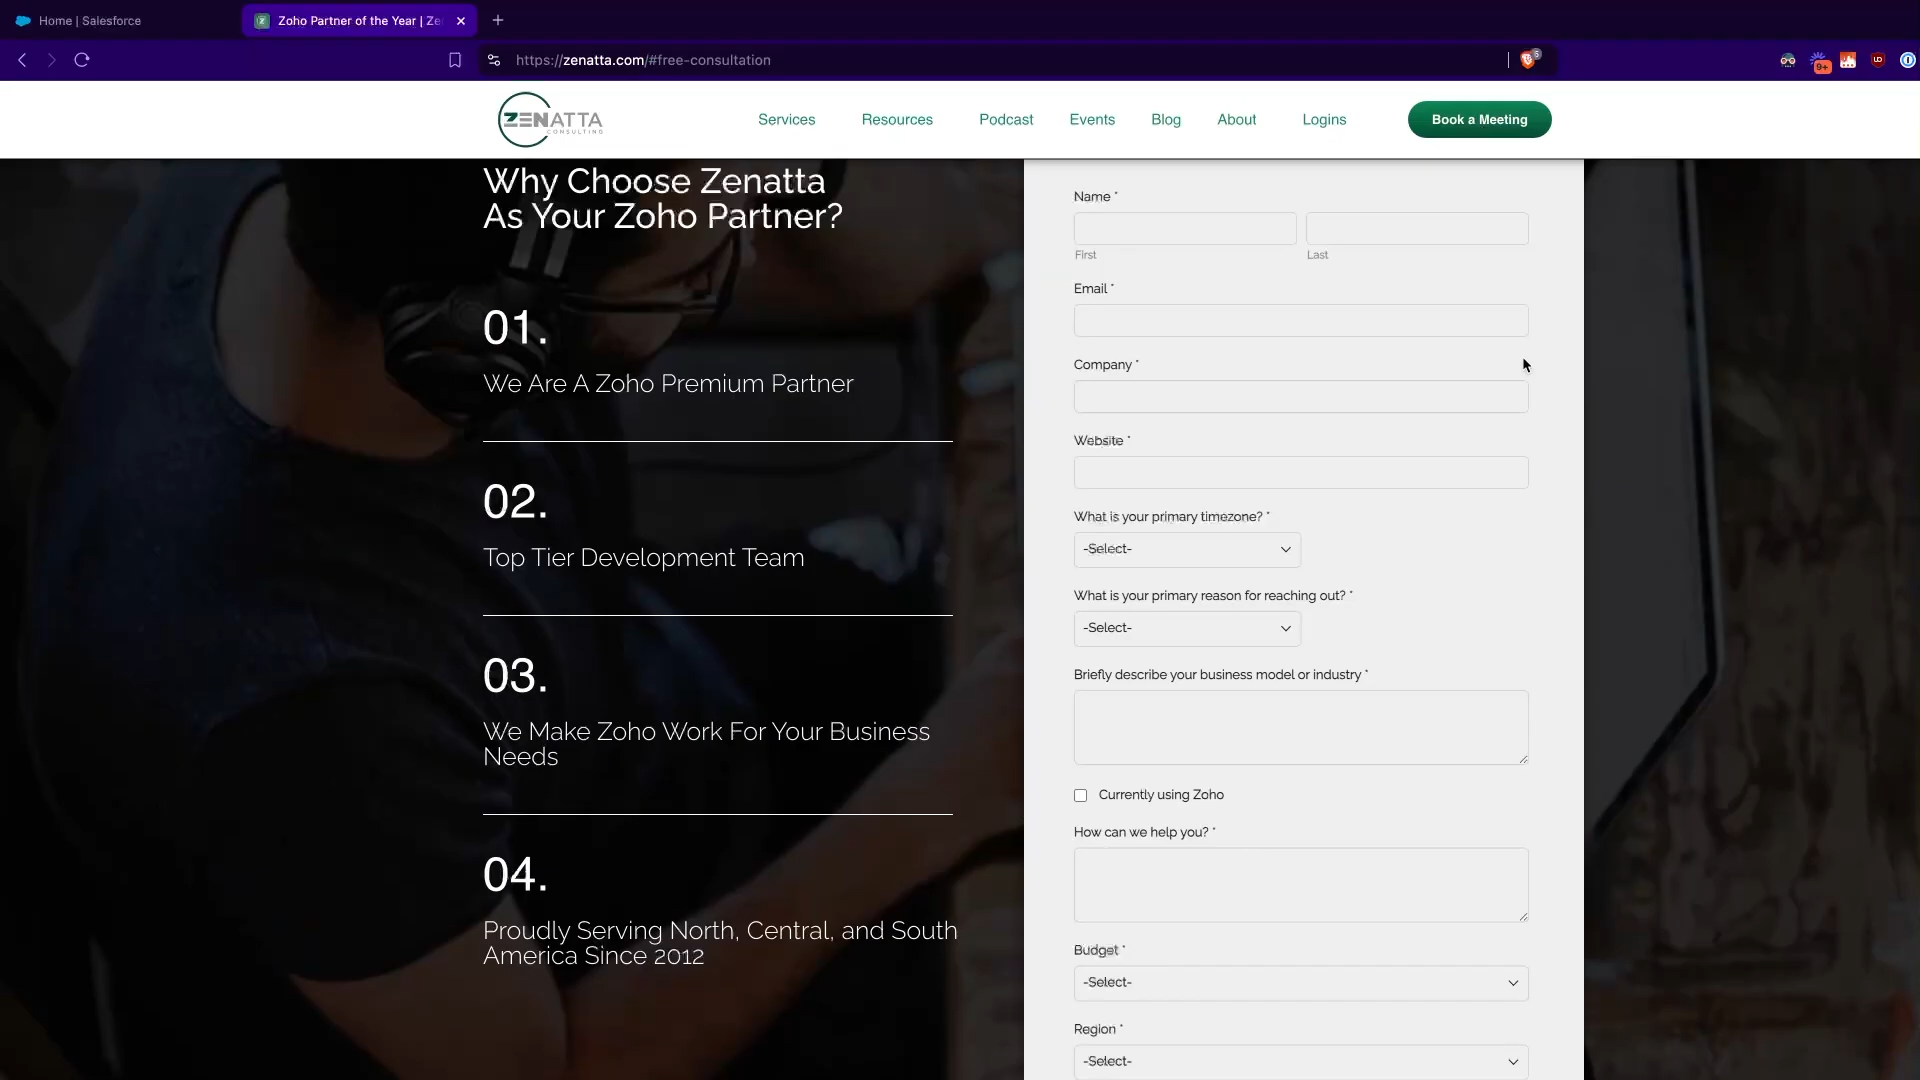 Home | Salesforce
Zoho Partner of the Year | Ze
https://zenatta.com/#free-consultation
5
9+
UD
ZENATTA
CONSULTING
Services
Resources
Podcast
Events
Blog
About
Logins
Book a Meeting
Why Choose Zenatta
As Your Zoho Partner?
01.
We Are A Zoho Premium Partner
02.
Top Tier Development Team
03.
We Make Zoho Work For Your Business
Needs
04.
Proudly Serving North, Central, and South
America Since 2012
Name *
First
Last
Email *
Company *
Website *
What is your primary timezone? *
-Select-
What is your primary reason for reaching out? *
-Select-
Briefly describe your business model or industry *
Currently using Zoho
How can we help you? *
Budget *
-Select-
Region *
-Select-